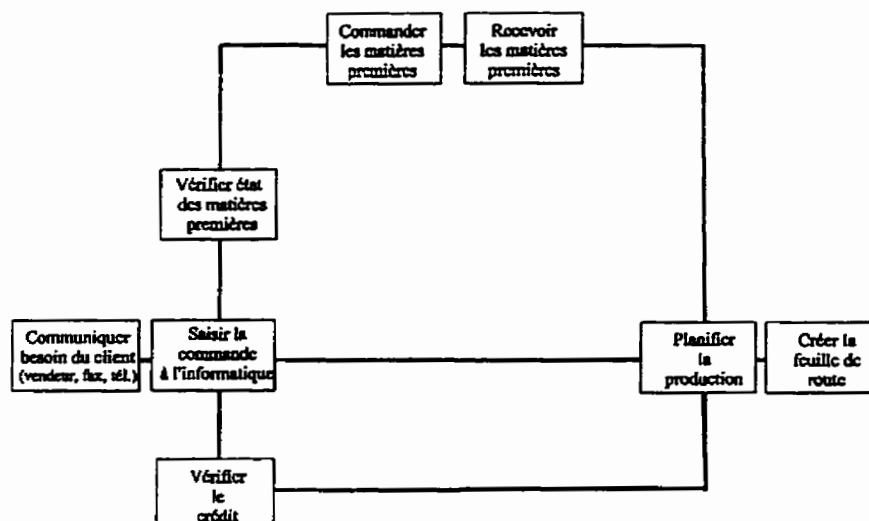 Commander
les matières
premières
Recevoir
les matières
premières
Vérifier état
des matières
premières
Communiquer
besoin du client
(vendeur, fax, tél.)
Saisir la
commande
à l'informatique
Planifier
la
production
Créer la
feuille de
route
Vérifier
le
crédit